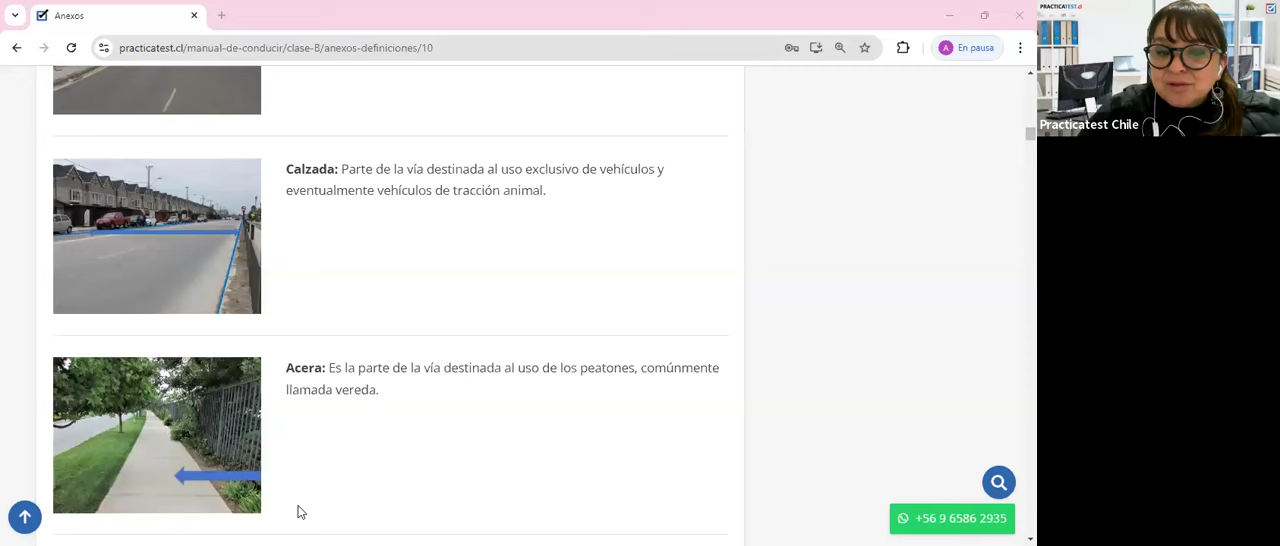 Anexos
practicatest.cl/manual-de-conducir/clase-B/anexos-definiciones/10
A
En pausa
PRACTICATEST.cl
Practicatest Chile
Calzada: Parte de la vía destinada al uso exclusivo de vehículos y
eventualmente vehículos de tracción animal.
Acera: Es la parte de la vía destinada al uso de los peatones, comúnmente
llamada vereda.
+56 9 6586 2935